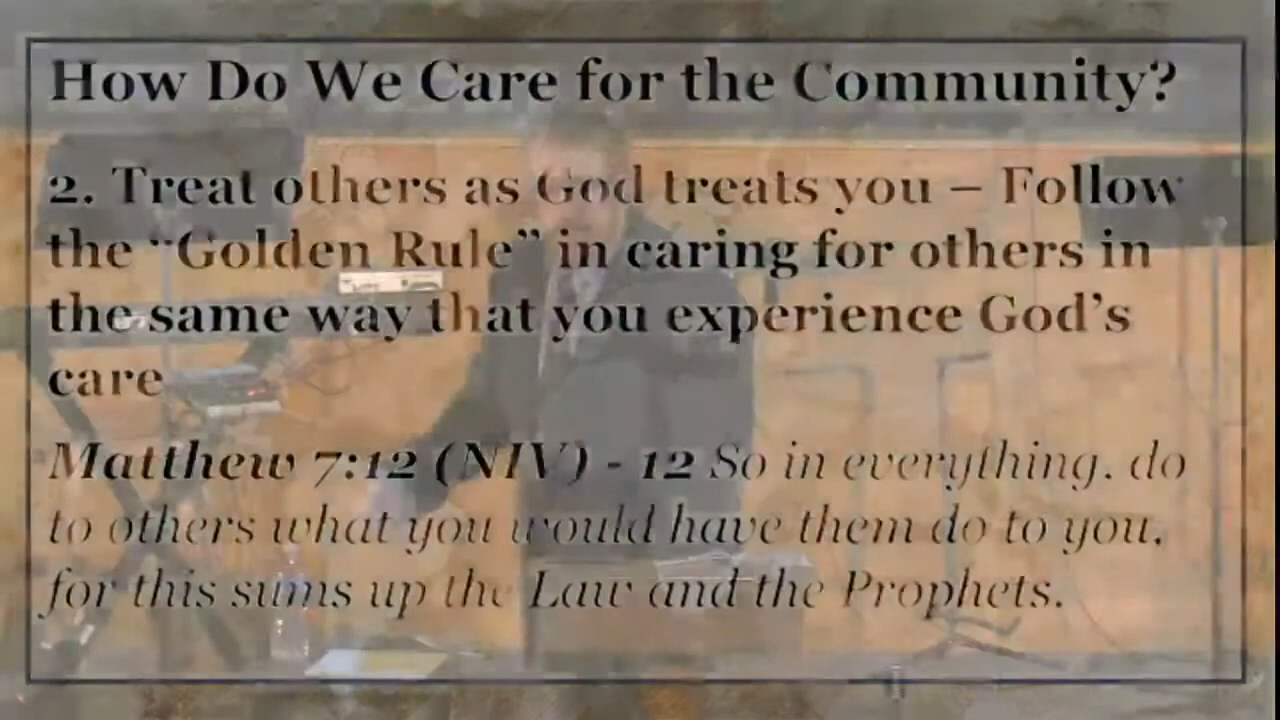 How Do We Care for the Community?
2. Treat others as God treats you – Follow
the “Golden Rule” in caring for others in
the same way that you experience God’s
care
Matthew 7:12 (NIV) - 12 So in everything, do
to others what you would have them do to you,
for this sums up the Law and the Prophets.